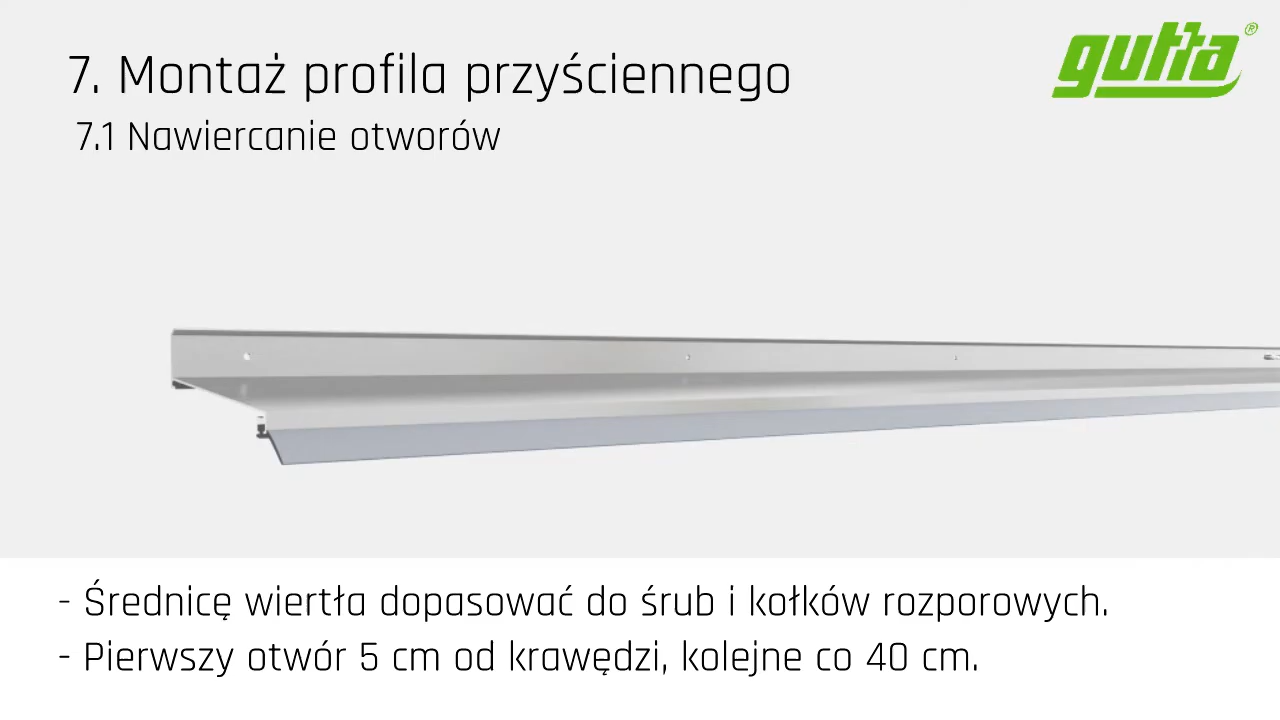 gutta®
7. Montaż profila przyściennego
7.1 Nawiercanie otworów
- Średnicę wiertła dopasować do śrub i kołków rozporowych.
- Pierwszy otwór 5 cm od krawędzi, kolejne co 40 cm.